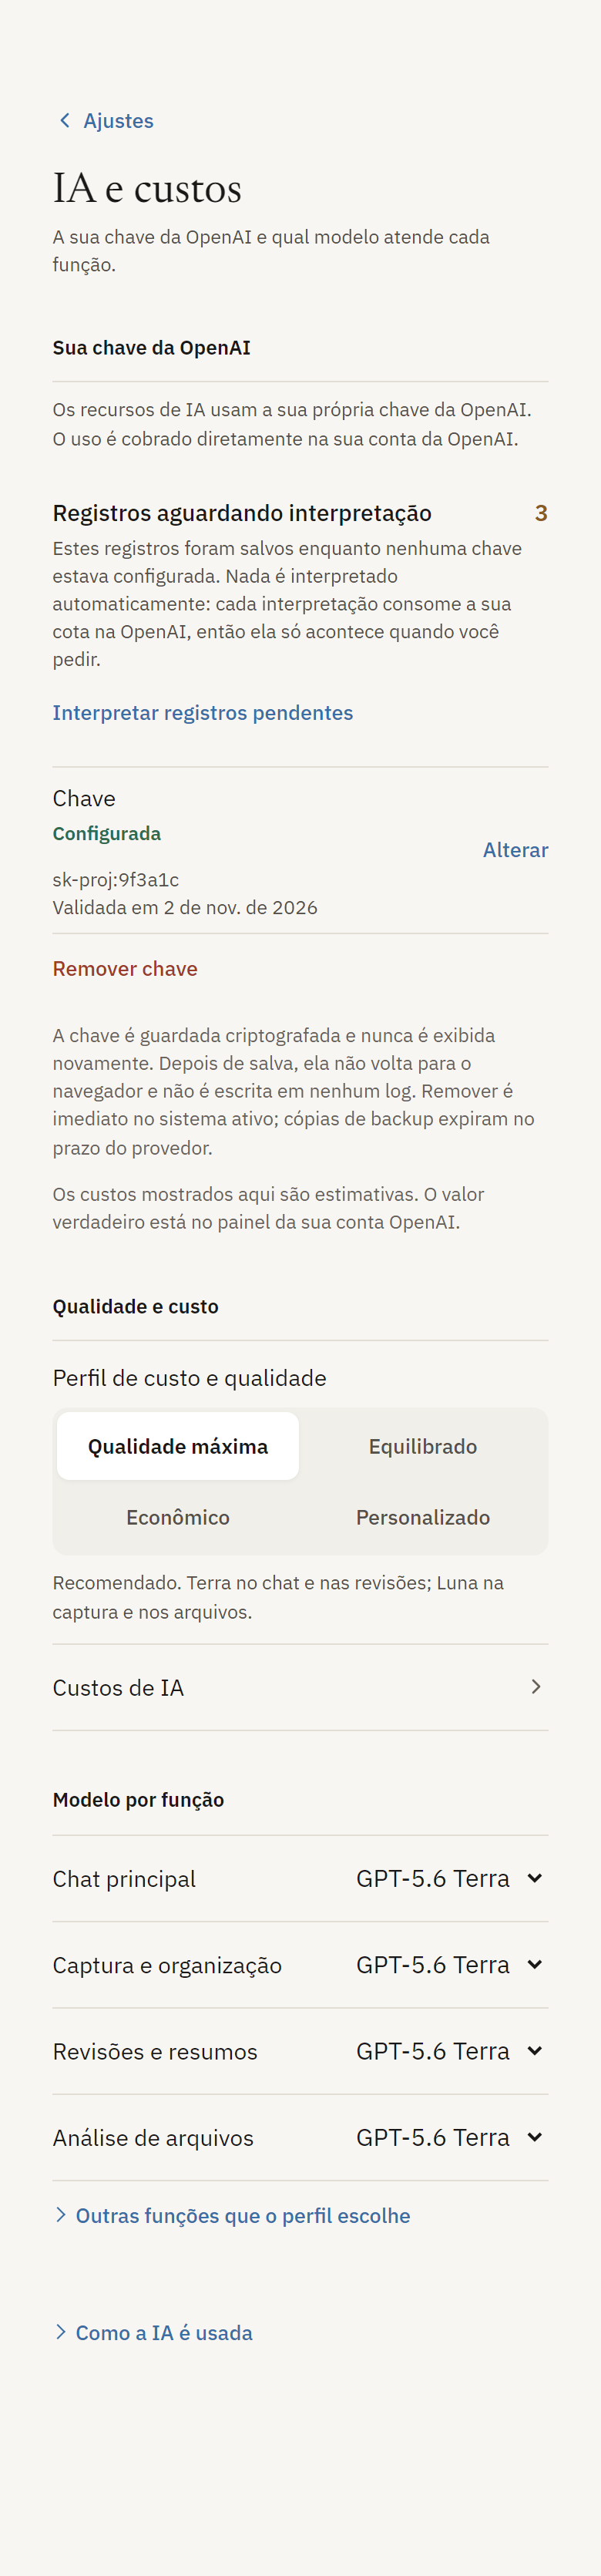 Ajustes
IA e custos
A sua chave da OpenAI e qual modelo atende cada
função.
Sua chave da OpenAI
Os recursos de IA usam a sua própria chave da OpenAI.
O uso é cobrado diretamente na sua conta da OpenAI.
Registros aguardando interpretação 3
Estes registros foram salvos enquanto nenhuma chave
estava configurada. Nada é interpretado
automaticamente: cada interpretação consome a sua
cota na OpenAI, então ela só acontece quando você
pedir.
Interpretar registros pendentes
Chave
Configurada
Alterar
sk-proj:9f3a1c
Validada em 2 de nov. de 2026
Remover chave
A chave é guardada criptografada e nunca é exibida
novamente. Depois de salva, ela não volta para o
navegador e não é escrita em nenhum log. Remover é
imediato no sistema ativo; cópias de backup expiram no
prazo do provedor.
Os custos mostrados aqui são estimativas. O valor
verdadeiro está no painel da sua conta OpenAI.
Qualidade e custo
Perfil de custo e qualidade
Qualidade máxima Equilibrado
Econômico Personalizado
Recomendado. Terra no chat e nas revisões; Luna na
captura e nos arquivos.
Custos de IA
Modelo por função
Chat principal GPT-5.6 Terra
Captura e organização GPT-5.6 Terra
Revisões e resumos GPT-5.6 Terra
Análise de arquivos GPT-5.6 Terra
Outras funções que o perfil escolhe
Como a IA é usada